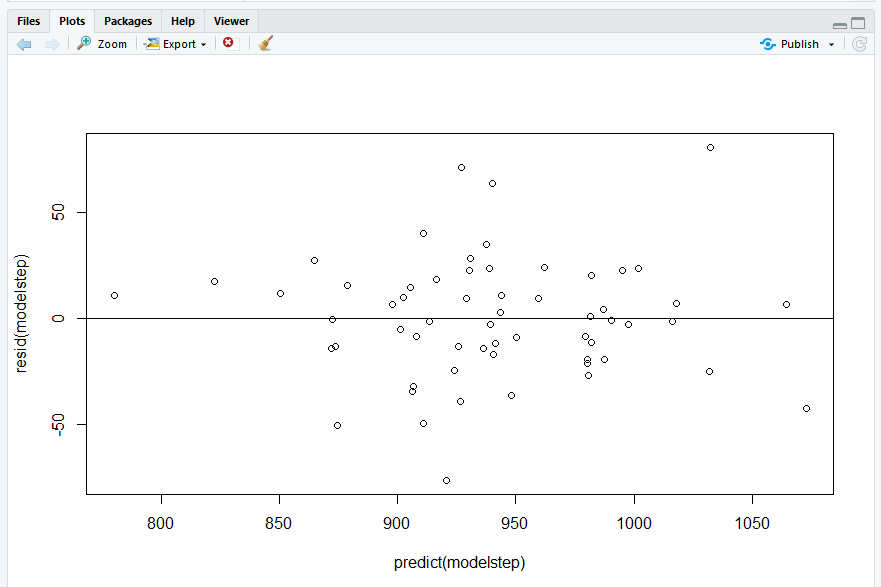 Files Plots Packages Help Viewer
Zoom Export Publish
50
0
-50
resid(modelstep)
800 850 900 950 1000 1050
predict(modelstep)